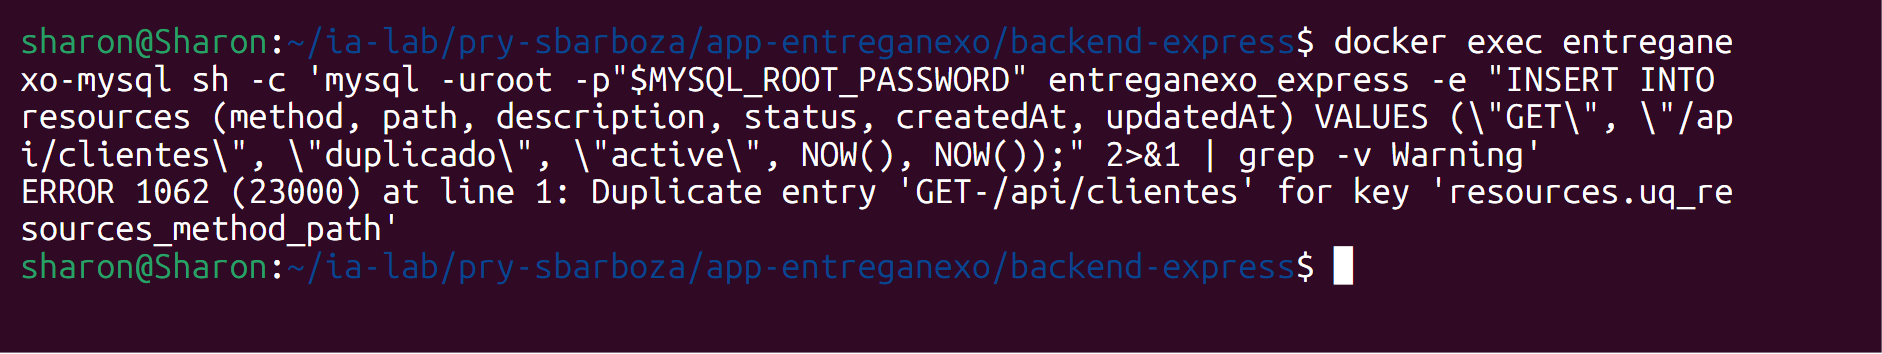 sharon@Sharon:~/ia-lab/pry-sbarboza/app-entreganexo/backend-express$ docker exec entregane
xo-mysql sh -c 'mysql -uroot -p"$MYSQL_ROOT_PASSWORD" entreganexo_express -e "INSERT INTO
resources (method, path, description, status, createdAt, updatedAt) VALUES (\"GET\", \"/ap
i/clientes\", \"duplicado\", \"active\", NOW(), NOW());" 2>&1 | grep -v Warning'
ERROR 1062 (23000) at line 1: Duplicate entry 'GET-/api/clientes' for key 'resources.uq_re
sources_method_path'
sharon@Sharon:~/ia-lab/pry-sbarboza/app-entreganexo/backend-express$